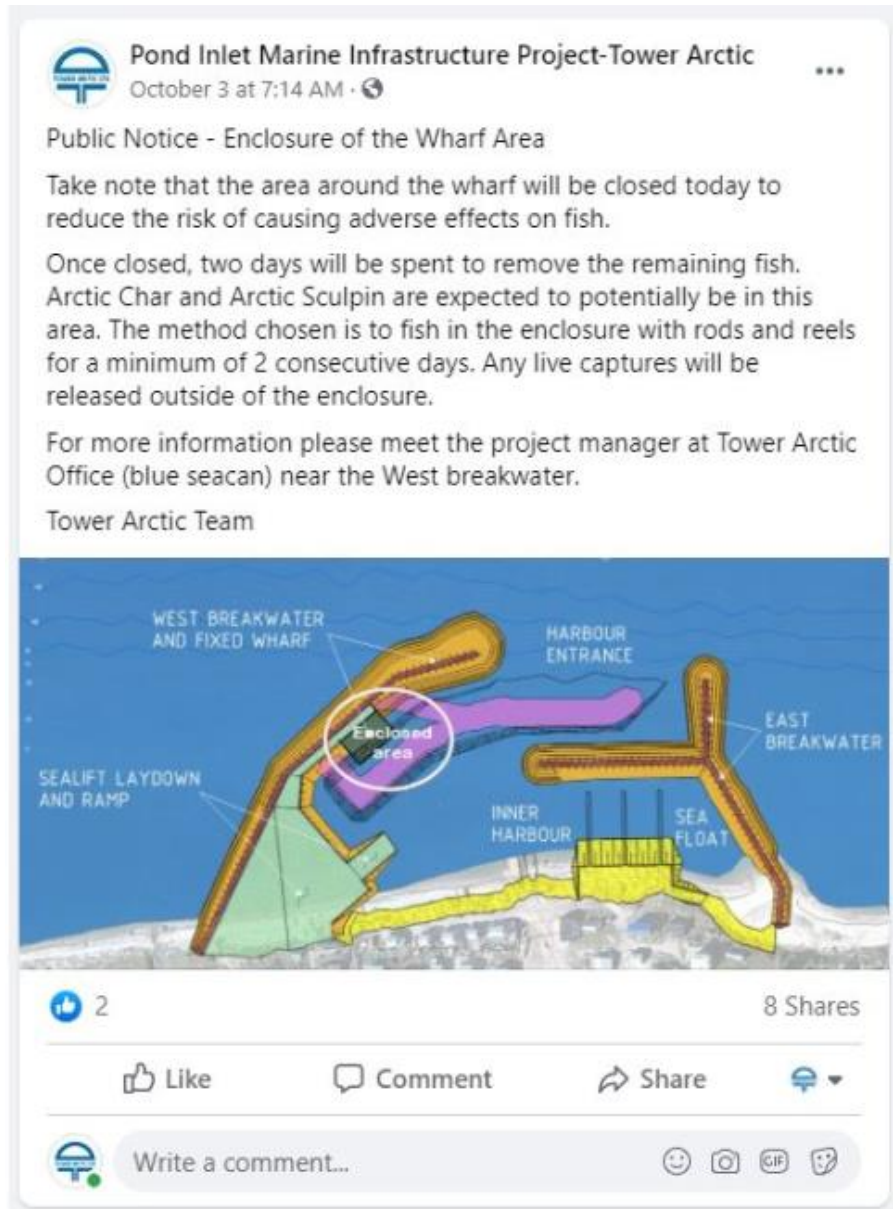 Pond Inlet Marine Infrastructure Project-Tower Arctic
October 3 at 7:14 AM ·
Public Notice - Enclosure of the Wharf Area
Take note that the area around the wharf will be closed today to
reduce the risk of causing adverse effects on fish.
Once closed, two days will be spent to remove the remaining fish.
Arctic Char and Arctic Sculpin are expected to potentially be in this
area. The method chosen is to fish in the enclosure with rods and reels
for a minimum of 2 consecutive days. Any live captures will be
released outside of the enclosure.
For more information please meet the project manager at Tower Arctic
Office (blue seacan) near the West breakwater.
Tower Arctic Team
WEST BREAKWATER
AND FIXED WHARF
HARBOUR
ENTRANCE
Enclosed
area
EAST
BREAKWATER
SEALIFT LAYDOWN
AND RAMP
INNER
HARBOUR
SEA
FLOAT
2
8 Shares
Like
Comment
Share
Write a comment...
GIF